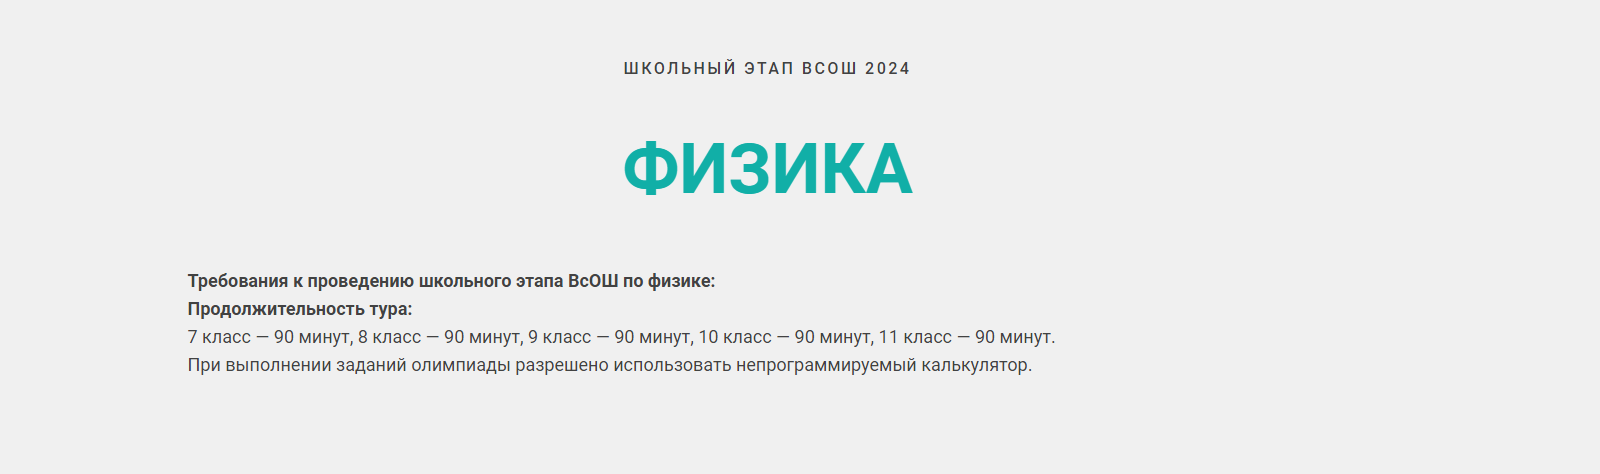 ШКОЛЬНЫЙ ЭТАП ВСОШ 2024
ФИЗИКА
Требования к проведению школьного этапа ВсОШ по физике:
Продолжительность тура:
7 класс — 90 минут, 8 класс — 90 минут, 9 класс — 90 минут, 10 класс — 90 минут, 11 класс — 90 минут.
При выполнении заданий олимпиады разрешено использовать непрограммируемый калькулятор.